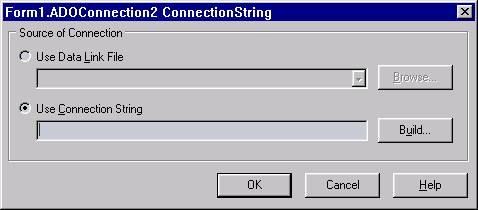 Form1.ADOConnection2 ConnectionString
Source of Connection
Use Data Link File
Browse...
Use Connection String
Build...
OK Cancel Help